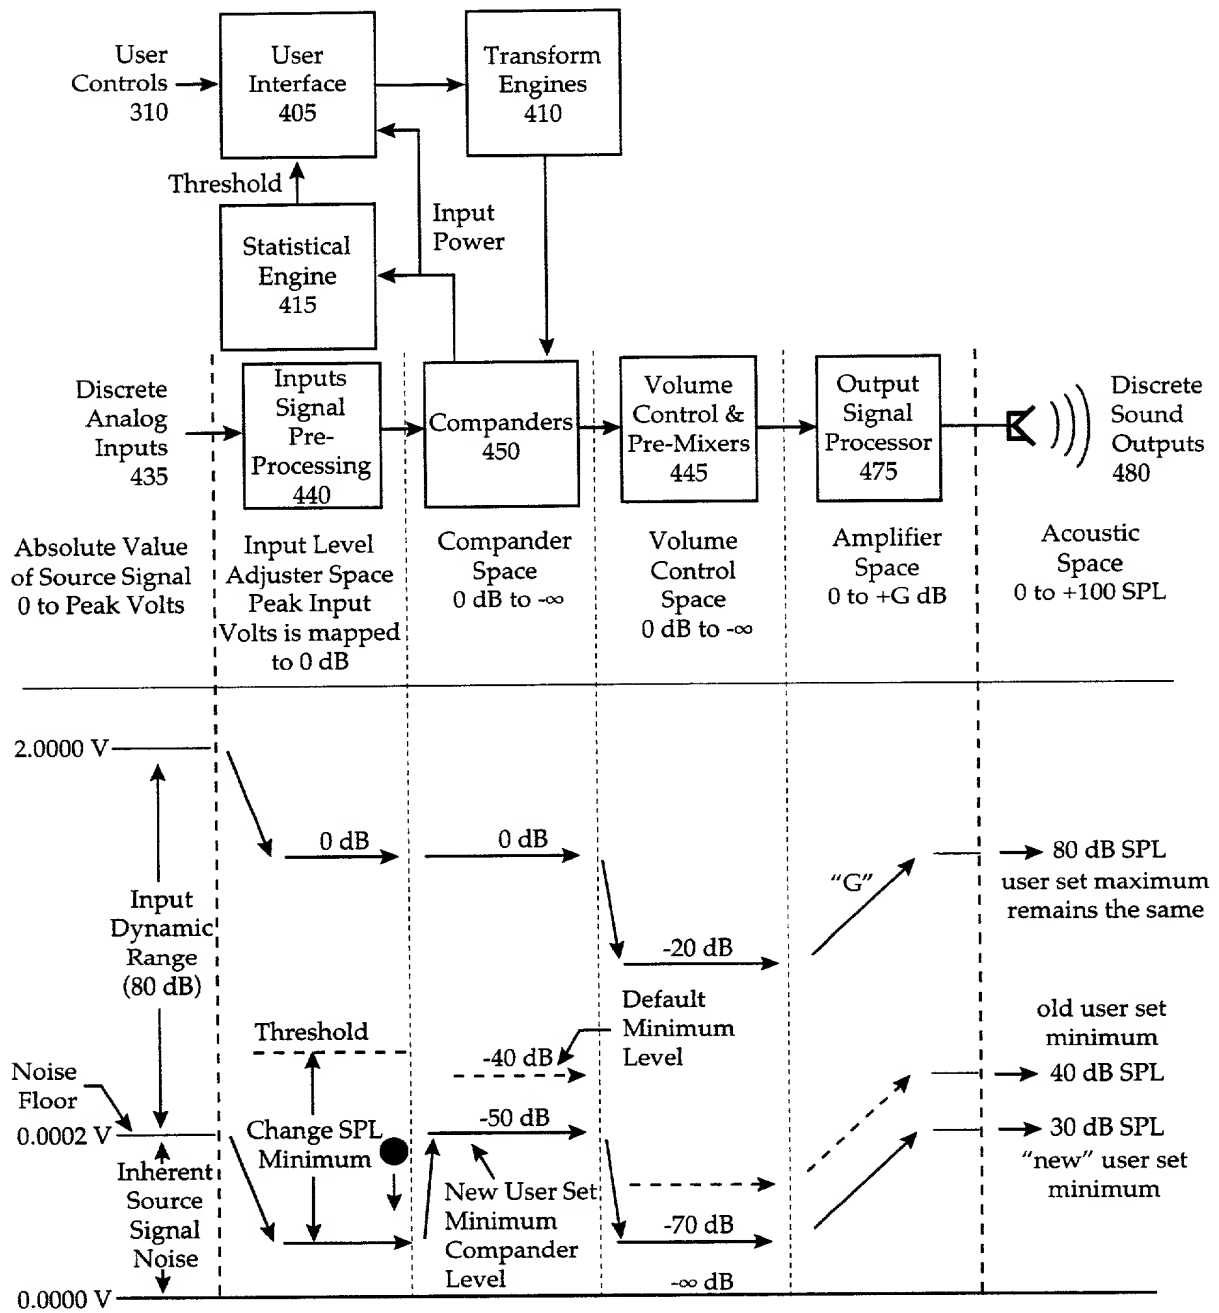 User
Controls
310
User
Interface
405
Transform
Engines
410
Threshold
Input
Power
Statistical
Engine
415
Discrete
Analog
Inputs
435
Inputs
Signal
Pre-
Processing
440
Companders
450
Volume
Control &
Pre-Mixers
445
Output
Signal
Processor
475
Discrete
Sound
Outputs
480
Absolute Value
of Source Signal
0 to Peak Volts
Input Level
Adjuster Space
Peak Input
Volts is mapped
to 0 dB
Compander
Space
0 dB to -∞
Volume
Control
Space
0 dB to -∞
Amplifier
Space
0 to +G dB
Acoustic
Space
0 to +100 SPL
2.0000 V
0 dB
0 dB
"G"
80 dB SPL
user set maximum
remains the same
Input
Dynamic
Range
(80 dB)
-20 dB
Default
Minimum
Level
Threshold
-40 dB
old user set
minimum
40 dB SPL
Noise
Floor
0.0002 V
Change SPL
Minimum
-50 dB
30 dB SPL
"new" user set
minimum
Inherent
Source
Signal
Noise
New User Set
Minimum
Compander
Level
-70 dB
-∞ dB
0.0000 V